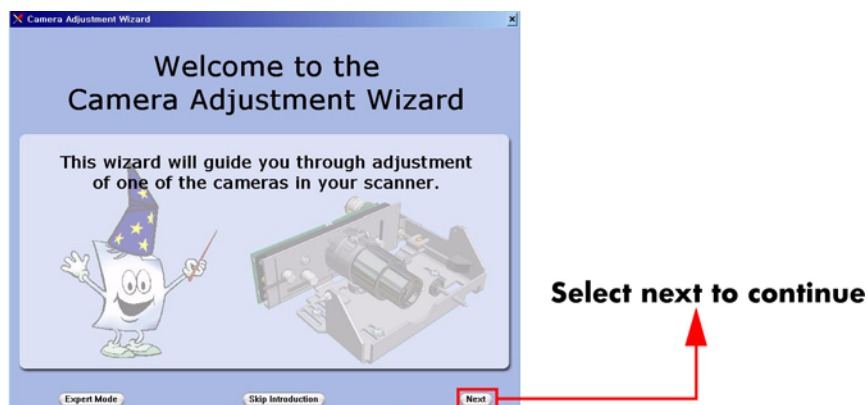 Camera Adjustment Wizard
Welcome to the
Camera Adjustment Wizard
This wizard will guide you through adjustment
of one of the cameras in your scanner.
Select next to continue
Expert Mode
Skip Introduction
Next